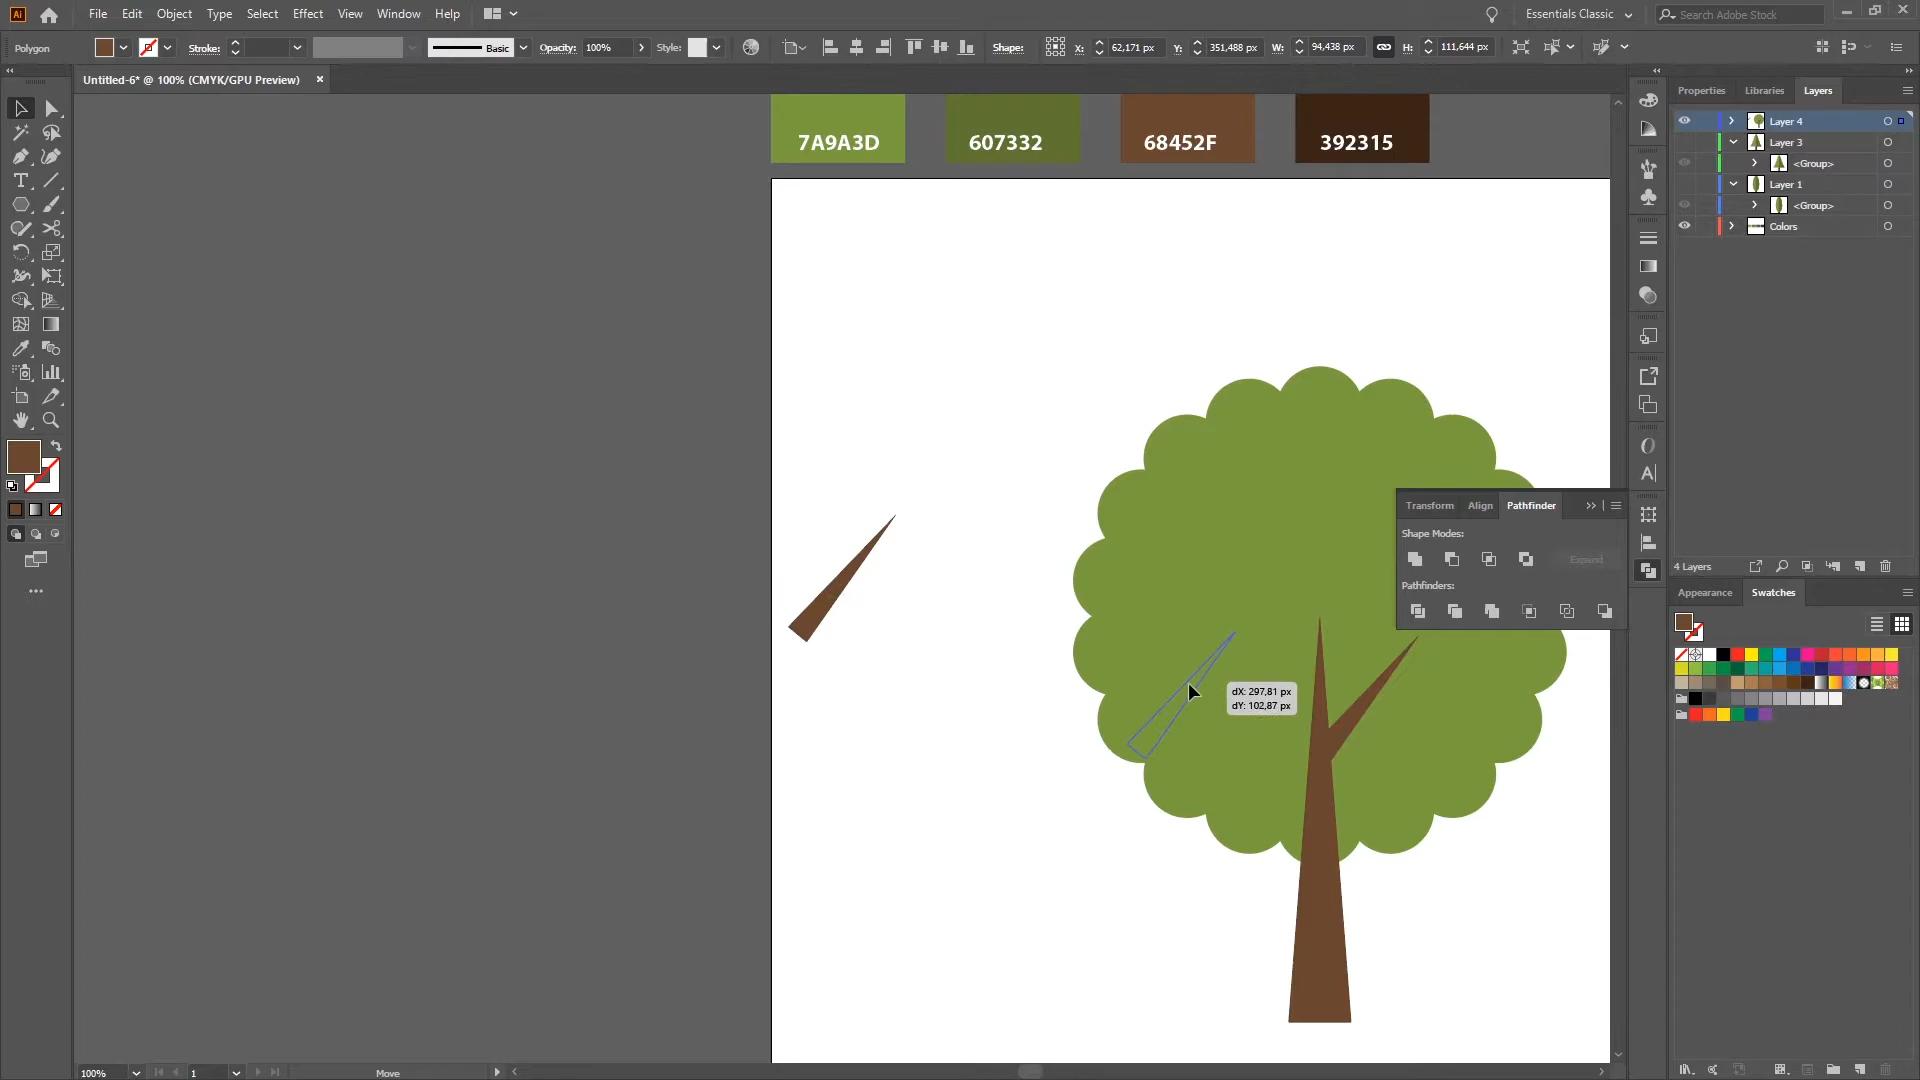 Ai File Edit Object Type Select Effect View Window Help Essentials Classic Search Adobe Stock
Polygon Stroke: Basic Opacity: 100% Style: Shape: X: 62,171 px Y: 351,488 px W: 94,438 px H: 111,644 px
Untitled-6* @ 100% (CMYK/GPU Preview)
Properties Libraries Layers
Layer 4
7A9A3D 607332 68452F 392315
Layer 3
<Group>
Layer 1
<Group>
Colors
Transform Align Pathfinder
Shape Modes:
Expand
4 Layers
Pathfinders:
Appearance Swatches
dX: 297,81 px
dY: 102,87 px
100% 1 Move